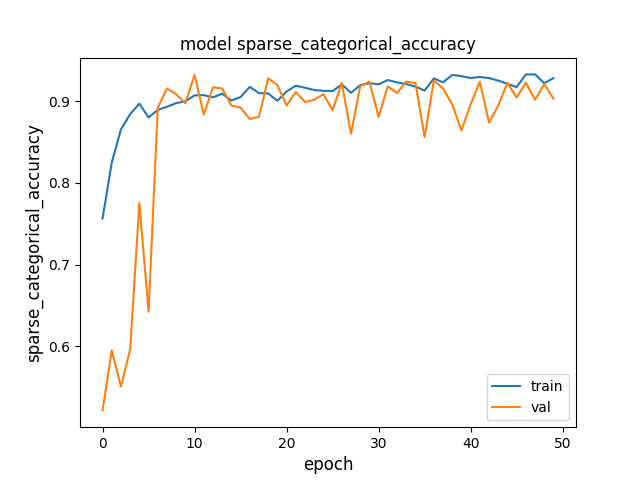 model sparse_categorical_accuracy
sparse_categorical_accuracy
0.9
0.8
0.7
0.6
train
val
0 10 20 30 40 50
epoch